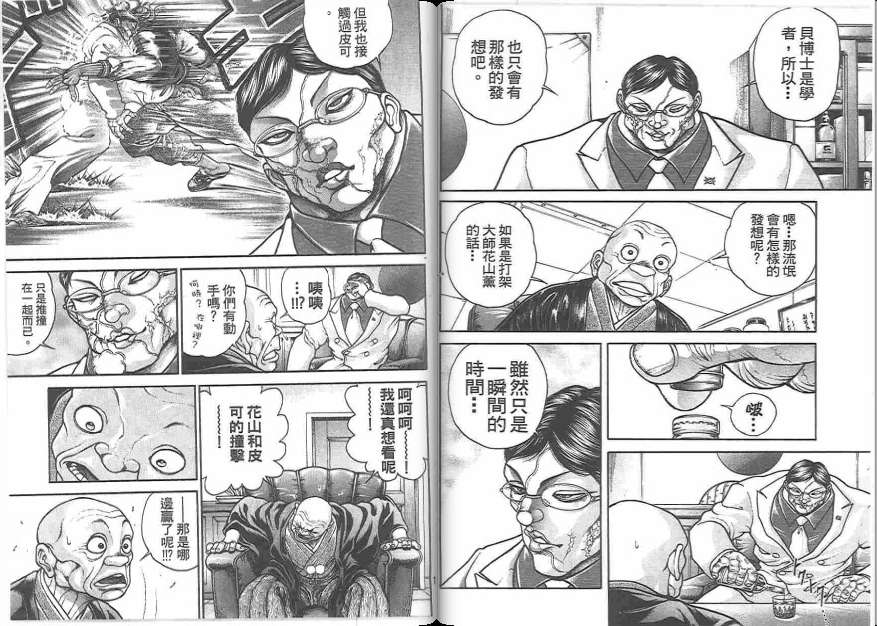 貝博士是學
者，所以…
也只會有
那樣的發
想吧。
嗯…那流氓
會有怎樣的
發想呢？
如果是打架
大師花山薰
的話…
啵…
雖然只是
一瞬間的
時間…
但我也接
觸過皮可
。
咦咦
…!!?
你們有動
手嗎？
何時？在哪裡？
只是推撞
在一起而已。
呵呵呵～～！
我還真想看呢
～～！
花山和皮
可的撞擊
～～！
——那是哪
邊贏了呢!!?